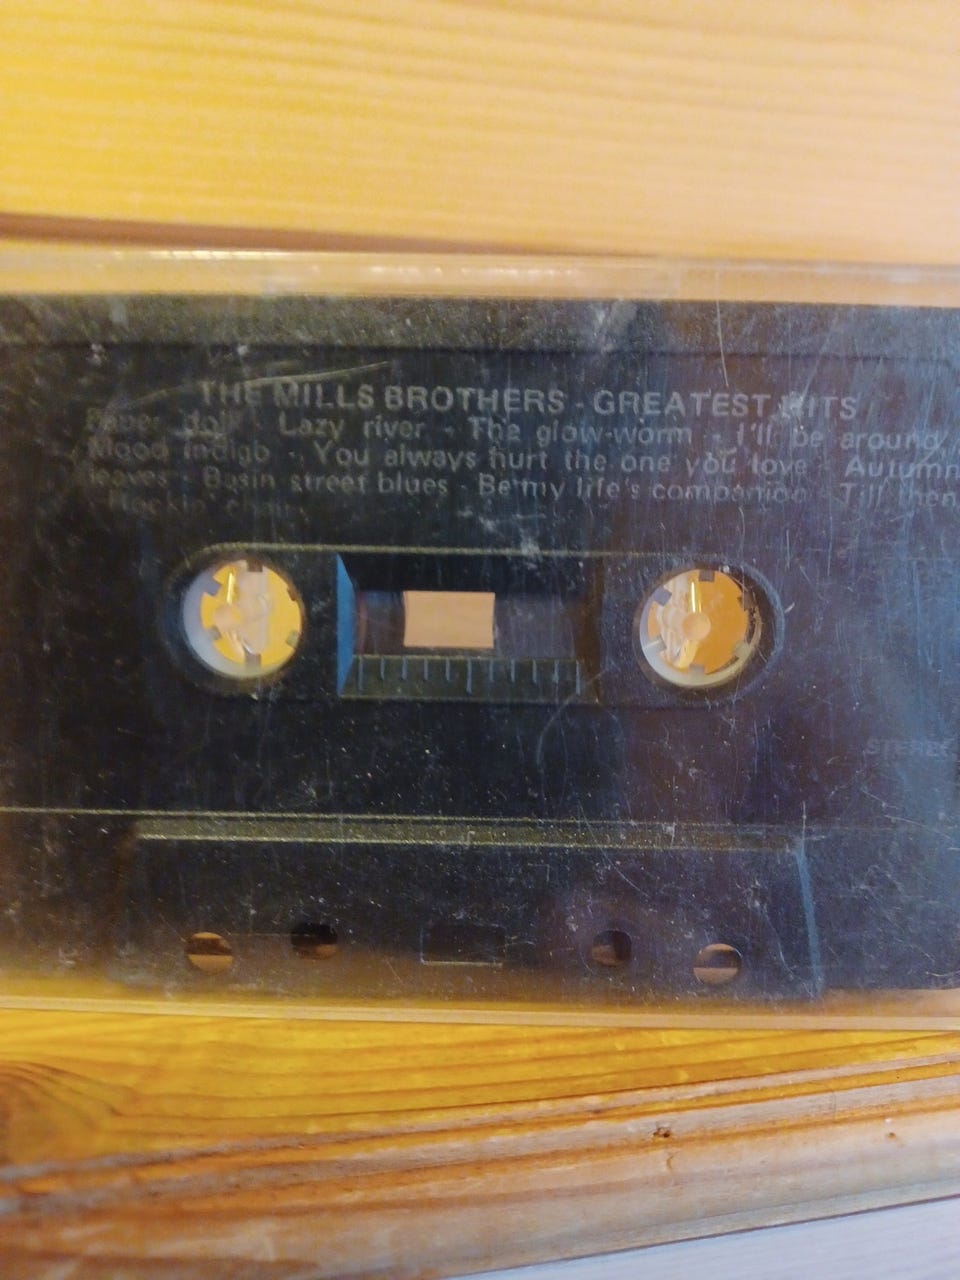 THE MILLS BROTHERS - GREATEST HITS
Paper doll - Lazy river - The glow-worm - I'll be around
Mood indigo - You always hurt the one you love - Autumn
leaves - Basin street blues - Be my life's companion - Till then
- Rockin' chair
STEREO